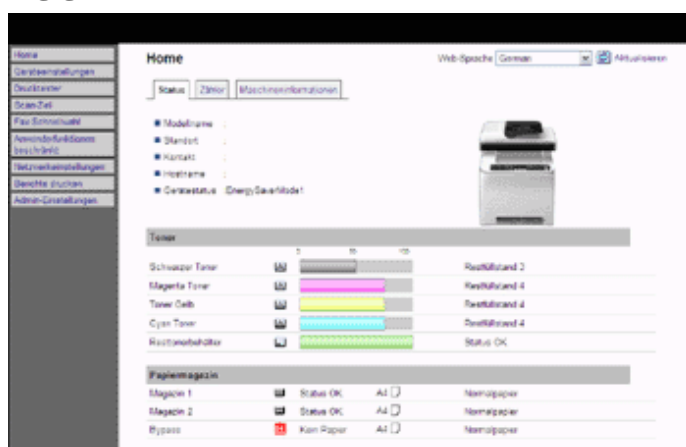 Home
Geräteeinstellungen
Drucktaster
Scan-Ziel
Fax Schnellwahl
Anwenderfunktionen
beschränkt
Netzwerkeinstellungen
Berichte drucken
Admin-Einstellungen
Home
Web-Sprache German Aktualisieren
Status Zähler Maschineninformationen
Modellname :
Standort :
Kontakt :
Hostname :
Gerätestatus : EnergySaverMode1
Toner
Schwarzer Toner Restfüllstand 3
Magenta Toner Restfüllstand 4
Toner Gelb Restfüllstand 4
Cyan Toner Restfüllstand 4
Resttonerbehälter Status OK
Papiermagazin
Magazin 1 Status OK A4 Normalpapier
Magazin 2 Status OK A4 Normalpapier
Bypass Kein Papier A4 Normalpapier